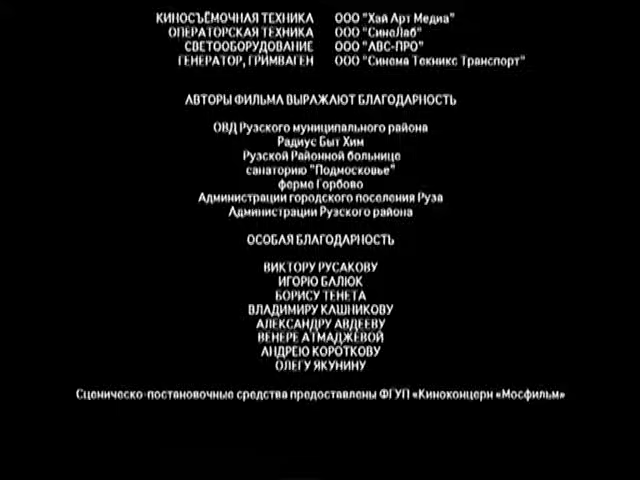 КИНОСЪЁМОЧНАЯ ТЕХНИКА ООО "Хай Арт Медиа"
ОПЕРАТОРСКАЯ ТЕХНИКА ООО "СинеЛаб"
СВЕТООБОРУДОВАНИЕ ООО "АВС-ПРО"
ГЕНЕРАТОР, ГРИМВАГЕН ООО "Синема Текникс Транспорт"
АВТОРЫ ФИЛЬМА ВЫРАЖАЮТ БЛАГОДАРНОСТЬ
ОВД Рузского муниципального района
Радиус Быт Хим
Рузской Районной больнице
санаторию "Подмосковье"
ферме Горбово
Администрации городского поселения Руза
Администрации Рузского района
ОСОБАЯ БЛАГОДАРНОСТЬ
ВИКТОРУ РУСАКОВУ
ИГОРЮ БАЛЮК
БОРИСУ ТЕНЕТА
ВЛАДИМИРУ КАШНИКОВУ
АЛЕКСАНДРУ АВДЕЕВУ
ВЕНЕРЕ АТМАДЖЕВОЙ
АНДРЕЮ КОРОТКОВУ
ОЛЕГУ ЯКУНИНУ
Сценическо-постановочные средства предоставлены ФГУП «Киноконцерн «Мосфильм»